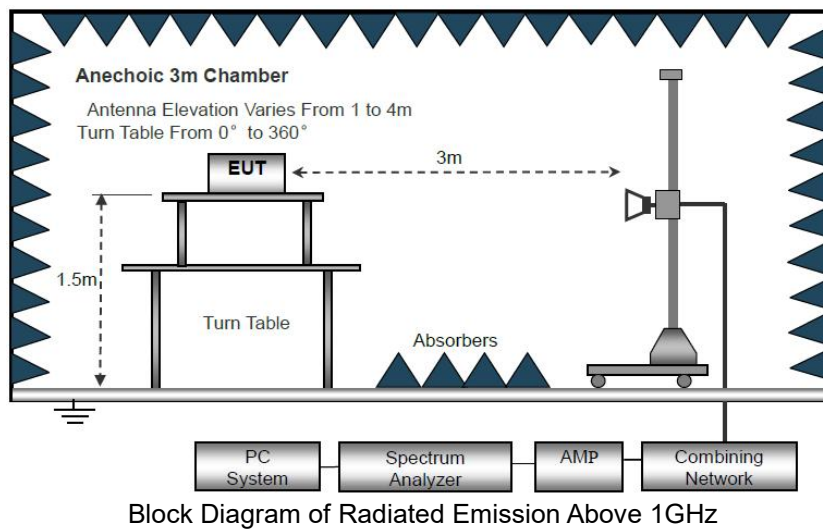 Anechoic 3m Chamber
Antenna Elevation Varies From 1 to 4m
Turn Table From 0° to 360°
EUT
3m
1.5m
Turn Table
Absorbers
PC
System
Spectrum
Analyzer
AMP
Combining
Network
Block Diagram of Radiated Emission Above 1GHz